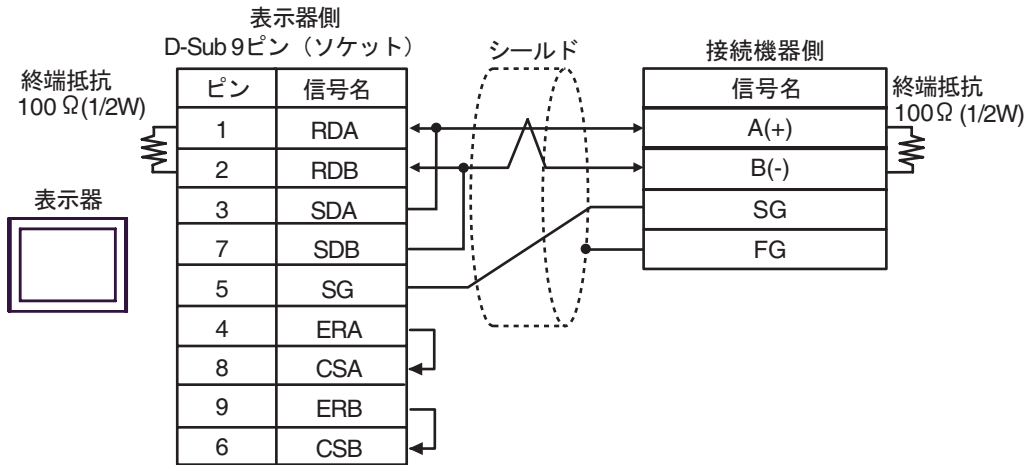 表示器側
D-Sub 9ピン（ソケット）
シールド
接続機器側
終端抵抗
100 Ω(1/2W)
ピン 信号名
信号名
終端抵抗
100 Ω (1/2W)
1 RDA
A(+)
2 RDB
B(-)
表示器
3 SDA
SG
7 SDB
FG
5 SG
4 ERA
8 CSA
9 ERB
6 CSB